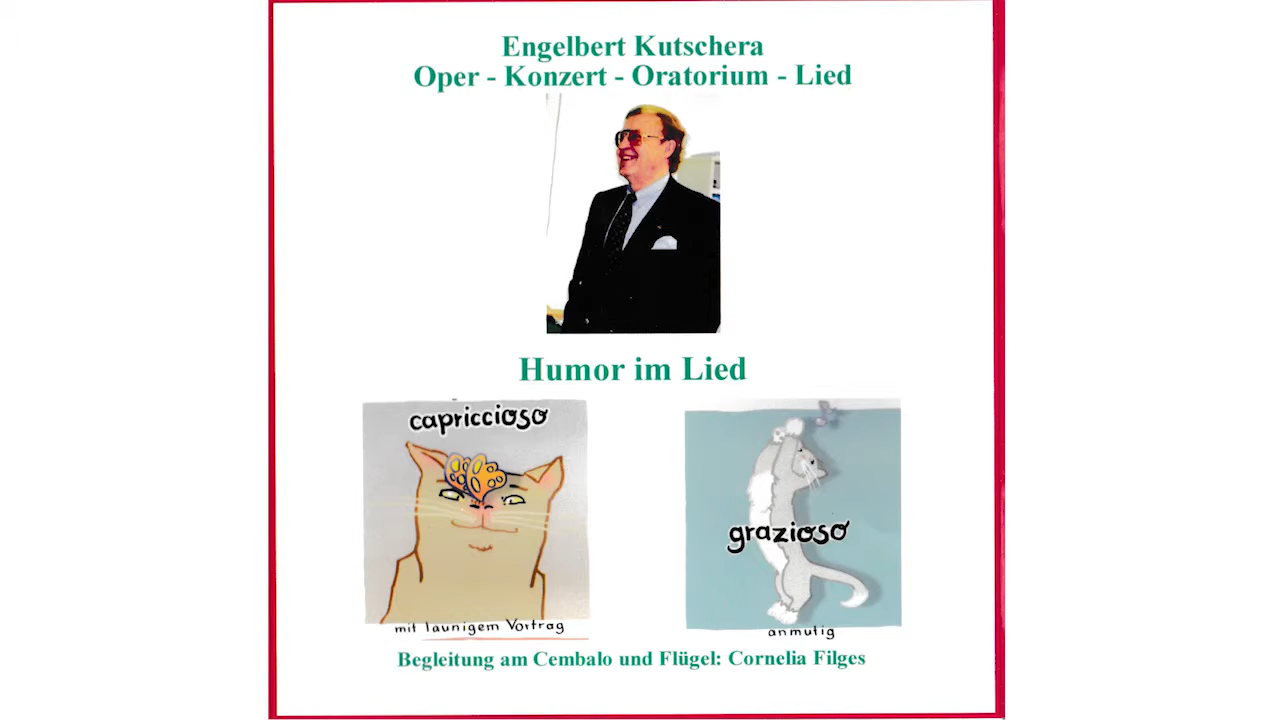 Engelbert Kutschera
Oper - Konzert - Oratorium - Lied
Humor im Lied
capriccioso
grazioso
mit launigem Vortrag
anmutig
Begleitung am Cembalo und Flügel: Cornelia Filges